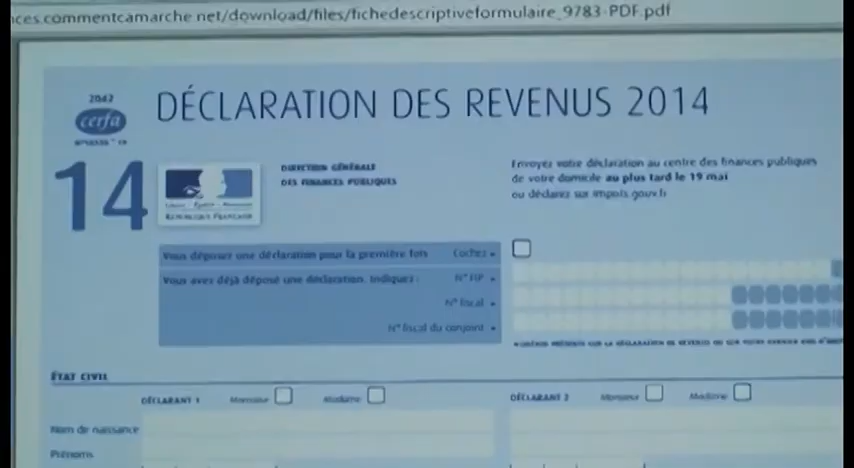 ces.commentcamarche.net/download/files/fichedescriptiveformulaire_9783-PDF.pdf
2042
cerfa
DÉCLARATION DES REVENUS 2014
14
DIRECTION GÉNÉRALE
DES FINANCES PUBLIQUES
RÉPUBLIQUE FRANÇAISE
Envoyez votre déclaration au centre des finances publiques
de votre domicile au plus tard le 19 mai
ou déclarez sur impots.gouv.fr
Vous déposez une déclaration pour la première fois Cochez
Vous avez déjà déposé une déclaration. Indiquez : N° FIP
N° fiscal
N° fiscal du conjoint
ÉTAT CIVIL
DÉCLARANT 1 Monsieur Madame DÉCLARANT 2 Monsieur Madame
Nom de naissance
Prénoms